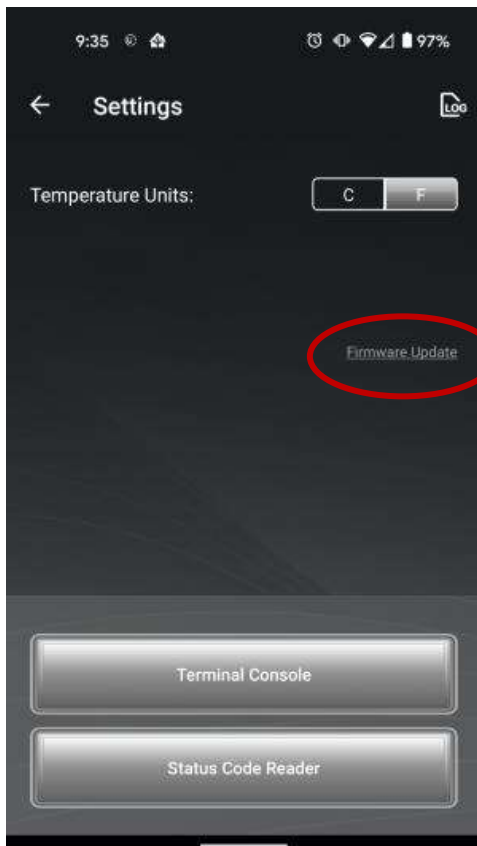 9:35 97%
Settings LOG
Temperature Units: C F
Firmware Update
Terminal Console
Status Code Reader